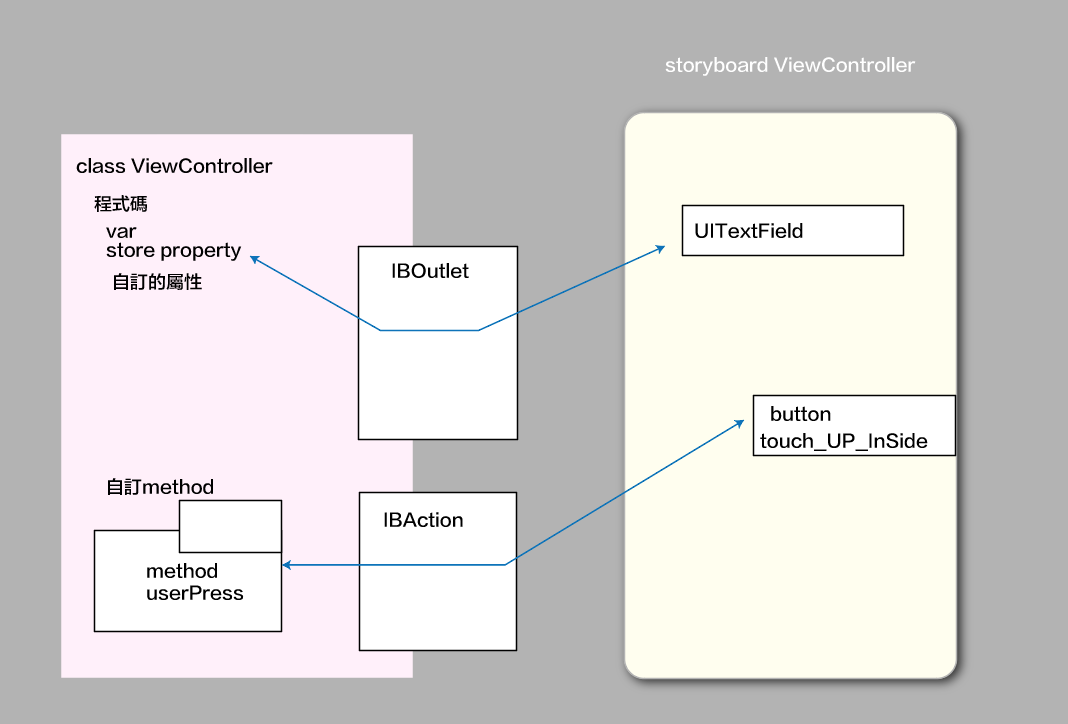 storyboard ViewController
class ViewController
程式碼
var
store property
自訂的屬性
IBOutlet
UITextField
button
touch_UP_InSide
自訂method
IBAction
method
userPress